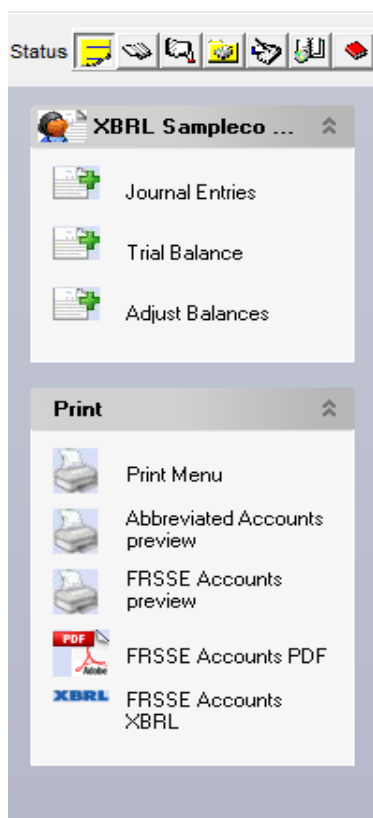 Status
XBRL Sampleco ...
Journal Entries
Trial Balance
Adjust Balances
Print
Print Menu
Abbreviated Accounts
preview
FRSSE Accounts
preview
PDF
Adobe
FRSSE Accounts PDF
XBRL
FRSSE Accounts
XBRL